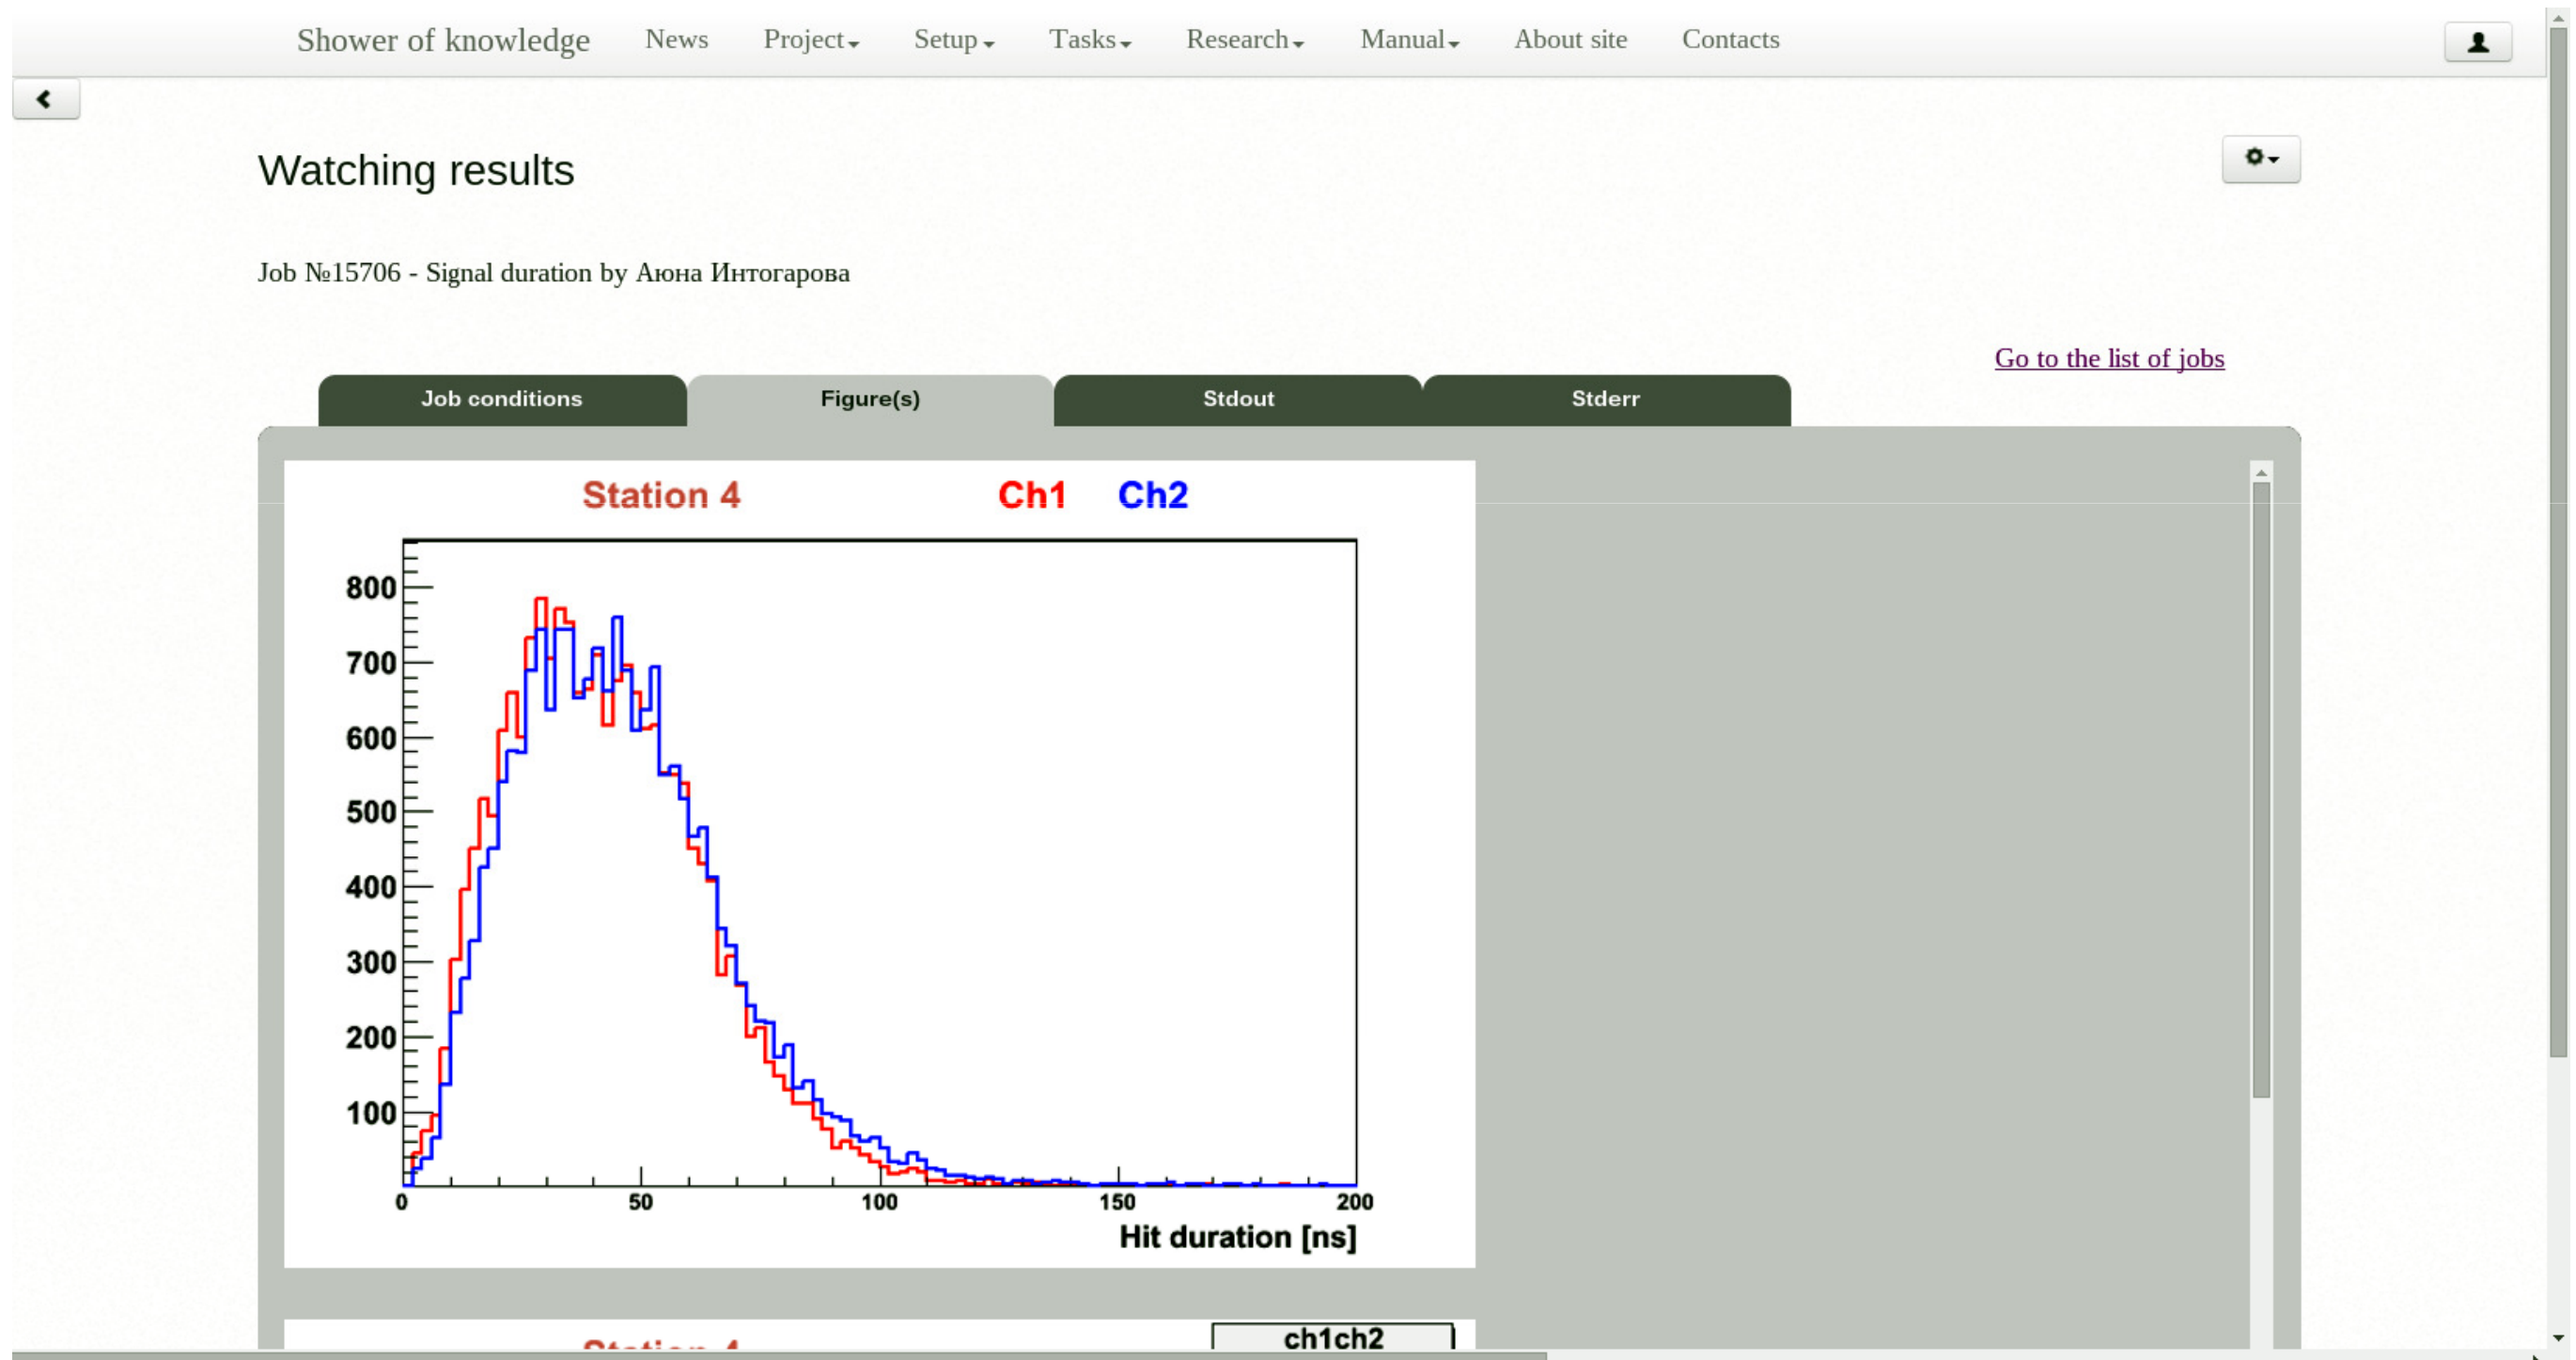 Shower of knowledge News Project Setup Tasks Research Manual About site Contacts
Watching results
Job №15706 - Signal duration by Аюна Интогарова
Go to the list of jobs
Job conditions Figure(s) Stdout Stderr
Station 4 Ch1 Ch2
800
700
600
500
400
300
200
100
0 50 100 150 200
Hit duration [ns]
Station 4 ch1ch2